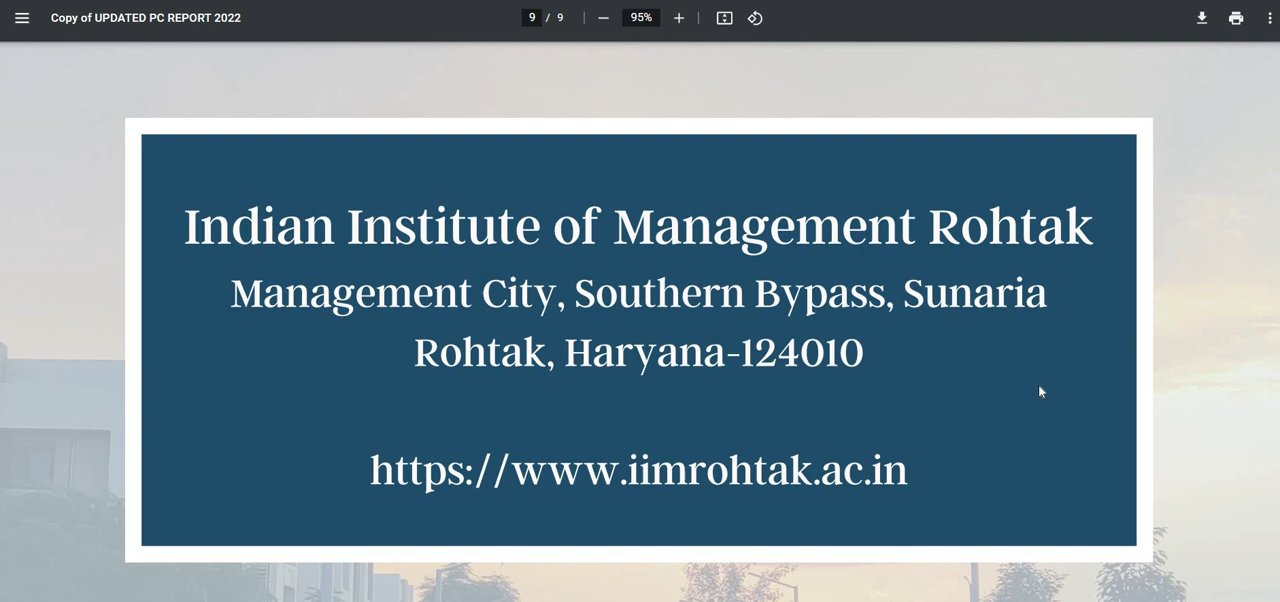 Copy of UPDATED PC REPORT 2022 9 / 9 95%
Indian Institute of Management Rohtak
Management City, Southern Bypass, Sunaria
Rohtak, Haryana-124010
https://www.iimrohtak.ac.in